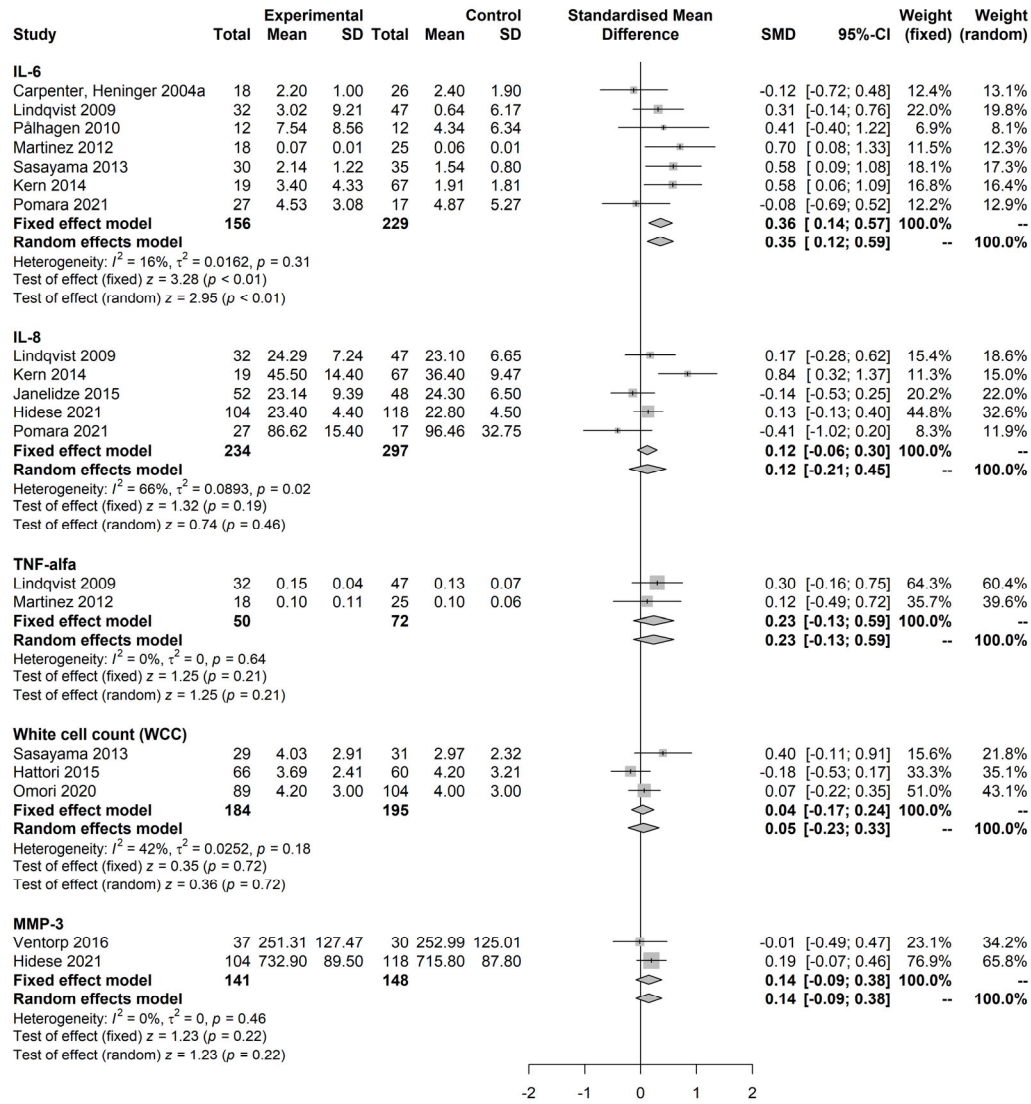 Experimental Control Standardised Mean Weight Weight
Study Total Mean SD Total Mean SD Difference SMD 95%-CI (fixed) (random)
IL-6
Carpenter, Heninger 2004a 18 2.20 1.00 26 2.40 1.90 -0.12 [-0.72; 0.48] 12.4% 13.1%
Lindqvist 2009 32 3.02 9.21 47 0.64 6.17 0.31 [-0.14; 0.76] 22.0% 19.8%
Pålhagen 2010 12 7.54 8.56 12 4.34 6.34 0.41 [-0.40; 1.22] 6.9% 8.1%
Martinez 2012 18 0.07 0.01 25 0.06 0.01 0.70 [ 0.08; 1.33] 11.5% 12.3%
Sasayama 2013 30 2.14 1.22 35 1.54 0.80 0.58 [ 0.09; 1.08] 18.1% 17.3%
Kern 2014 19 3.40 4.33 67 1.91 1.81 0.58 [ 0.06; 1.09] 16.8% 16.4%
Pomara 2021 27 4.53 3.08 17 4.87 5.27 -0.08 [-0.69; 0.52] 12.2% 12.9%
Fixed effect model 156 229 0.36 [ 0.14; 0.57] 100.0% --
Random effects model 0.35 [ 0.12; 0.59] -- 100.0%
Heterogeneity: I² = 16%, τ² = 0.0162, p = 0.31
Test of effect (fixed) z = 3.28 (p < 0.01)
Test of effect (random) z = 2.95 (p < 0.01)
IL-8
Lindqvist 2009 32 24.29 7.24 47 23.10 6.65 0.17 [-0.28; 0.62] 15.4% 18.6%
Kern 2014 19 45.50 14.40 67 36.40 9.47 0.84 [ 0.32; 1.37] 11.3% 15.0%
Janelidze 2015 52 23.14 9.39 48 24.30 6.50 -0.14 [-0.53; 0.25] 20.2% 22.0%
Hidese 2021 104 23.40 4.40 118 22.80 4.50 0.13 [-0.13; 0.40] 44.8% 32.6%
Pomara 2021 27 86.62 15.40 17 96.46 32.75 -0.41 [-1.02; 0.20] 8.3% 11.9%
Fixed effect model 234 297 0.12 [-0.06; 0.30] 100.0% --
Random effects model 0.12 [-0.21; 0.45] -- 100.0%
Heterogeneity: I² = 66%, τ² = 0.0893, p = 0.02
Test of effect (fixed) z = 1.32 (p = 0.19)
Test of effect (random) z = 0.74 (p = 0.46)
TNF-alfa
Lindqvist 2009 32 0.15 0.04 47 0.13 0.07 0.30 [-0.16; 0.75] 64.3% 60.4%
Martinez 2012 18 0.10 0.11 25 0.10 0.06 0.12 [-0.49; 0.72] 35.7% 39.6%
Fixed effect model 50 72 0.23 [-0.13; 0.59] 100.0% --
Random effects model 0.23 [-0.13; 0.59] -- 100.0%
Heterogeneity: I² = 0%, τ² = 0, p = 0.64
Test of effect (fixed) z = 1.25 (p = 0.21)
Test of effect (random) z = 1.25 (p = 0.21)
White cell count (WCC)
Sasayama 2013 29 4.03 2.91 31 2.97 2.32 0.40 [-0.11; 0.91] 15.6% 21.8%
Hattori 2015 66 3.69 2.41 60 4.20 3.21 -0.18 [-0.53; 0.17] 33.3% 35.1%
Omori 2020 89 4.20 3.00 104 4.00 3.00 0.07 [-0.22; 0.35] 51.0% 43.1%
Fixed effect model 184 195 0.04 [-0.17; 0.24] 100.0% --
Random effects model 0.05 [-0.23; 0.33] -- 100.0%
Heterogeneity: I² = 42%, τ² = 0.0252, p = 0.18
Test of effect (fixed) z = 0.35 (p = 0.72)
Test of effect (random) z = 0.36 (p = 0.72)
MMP-3
Ventorp 2016 37 251.31 127.47 30 252.99 125.01 -0.01 [-0.49; 0.47] 23.1% 34.2%
Hidese 2021 104 732.90 89.50 118 715.80 87.80 0.19 [-0.07; 0.46] 76.9% 65.8%
Fixed effect model 141 148 0.14 [-0.09; 0.38] 100.0% --
Random effects model 0.14 [-0.09; 0.38] -- 100.0%
Heterogeneity: I² = 0%, τ² = 0, p = 0.46
Test of effect (fixed) z = 1.23 (p = 0.22)
Test of effect (random) z = 1.23 (p = 0.22)
-2 -1 0 1 2